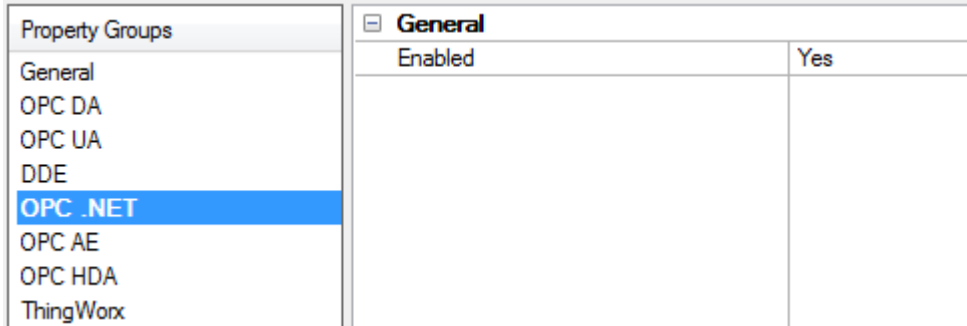 Property Groups
General
OPC DA
OPC UA
DDE
OPC .NET
OPC AE
OPC HDA
ThingWorx
General
Enabled Yes